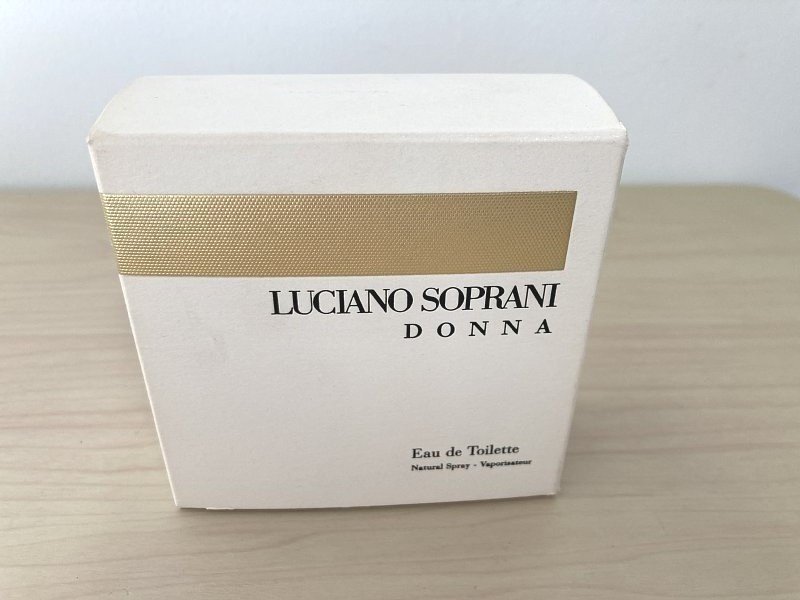 LUCIANO SOPRANI
DONNA
Eau de Toilette
Natural Spray - Vaporisateur